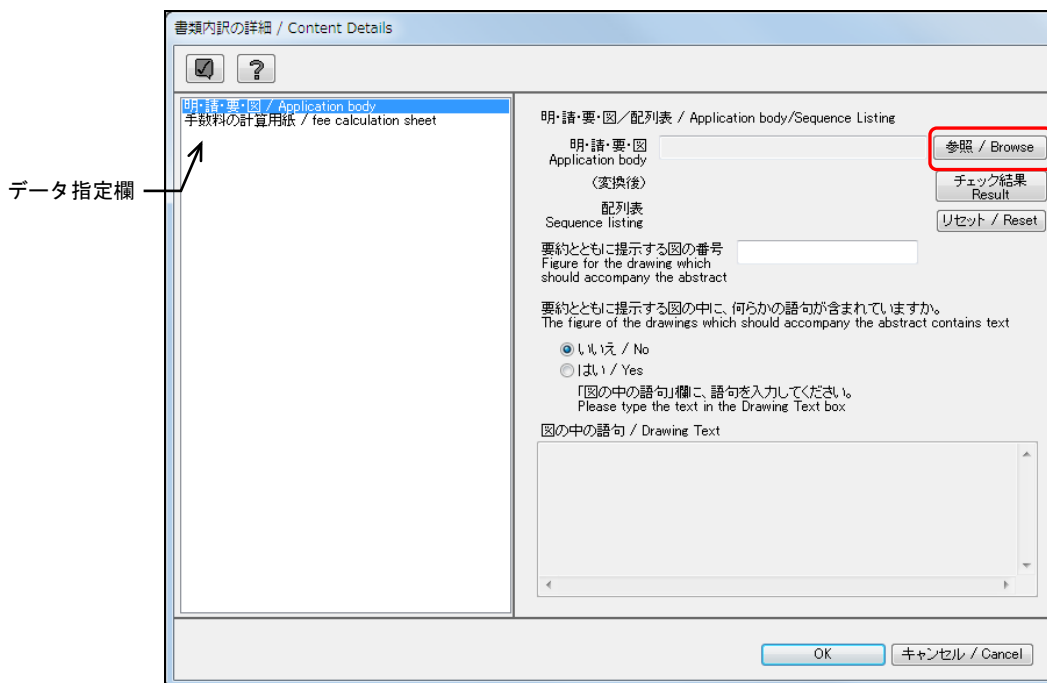 書類内訳の詳細 / Content Details
?
明・請・要・図 / Application body
手数料の計算用紙 / fee calculation sheet
データ指定欄
明・請・要・図／配列表 / Application body/Sequence Listing
明・請・要・図
Application body
参照 / Browse
（変換後）
チェック結果
Result
配列表
Sequence listing
リセット / Reset
要約とともに提示する図の番号
Figure for the drawing which
should accompany the abstract
要約とともに提示する図の中に、何らかの語句が含まれていますか。
The figure of the drawings which should accompany the abstract contains text
いいえ / No
はい / Yes
「図の中の語句」欄に、語句を入力してください。
Please type the text in the Drawing Text box
図の中の語句 / Drawing Text
OK
キャンセル / Cancel